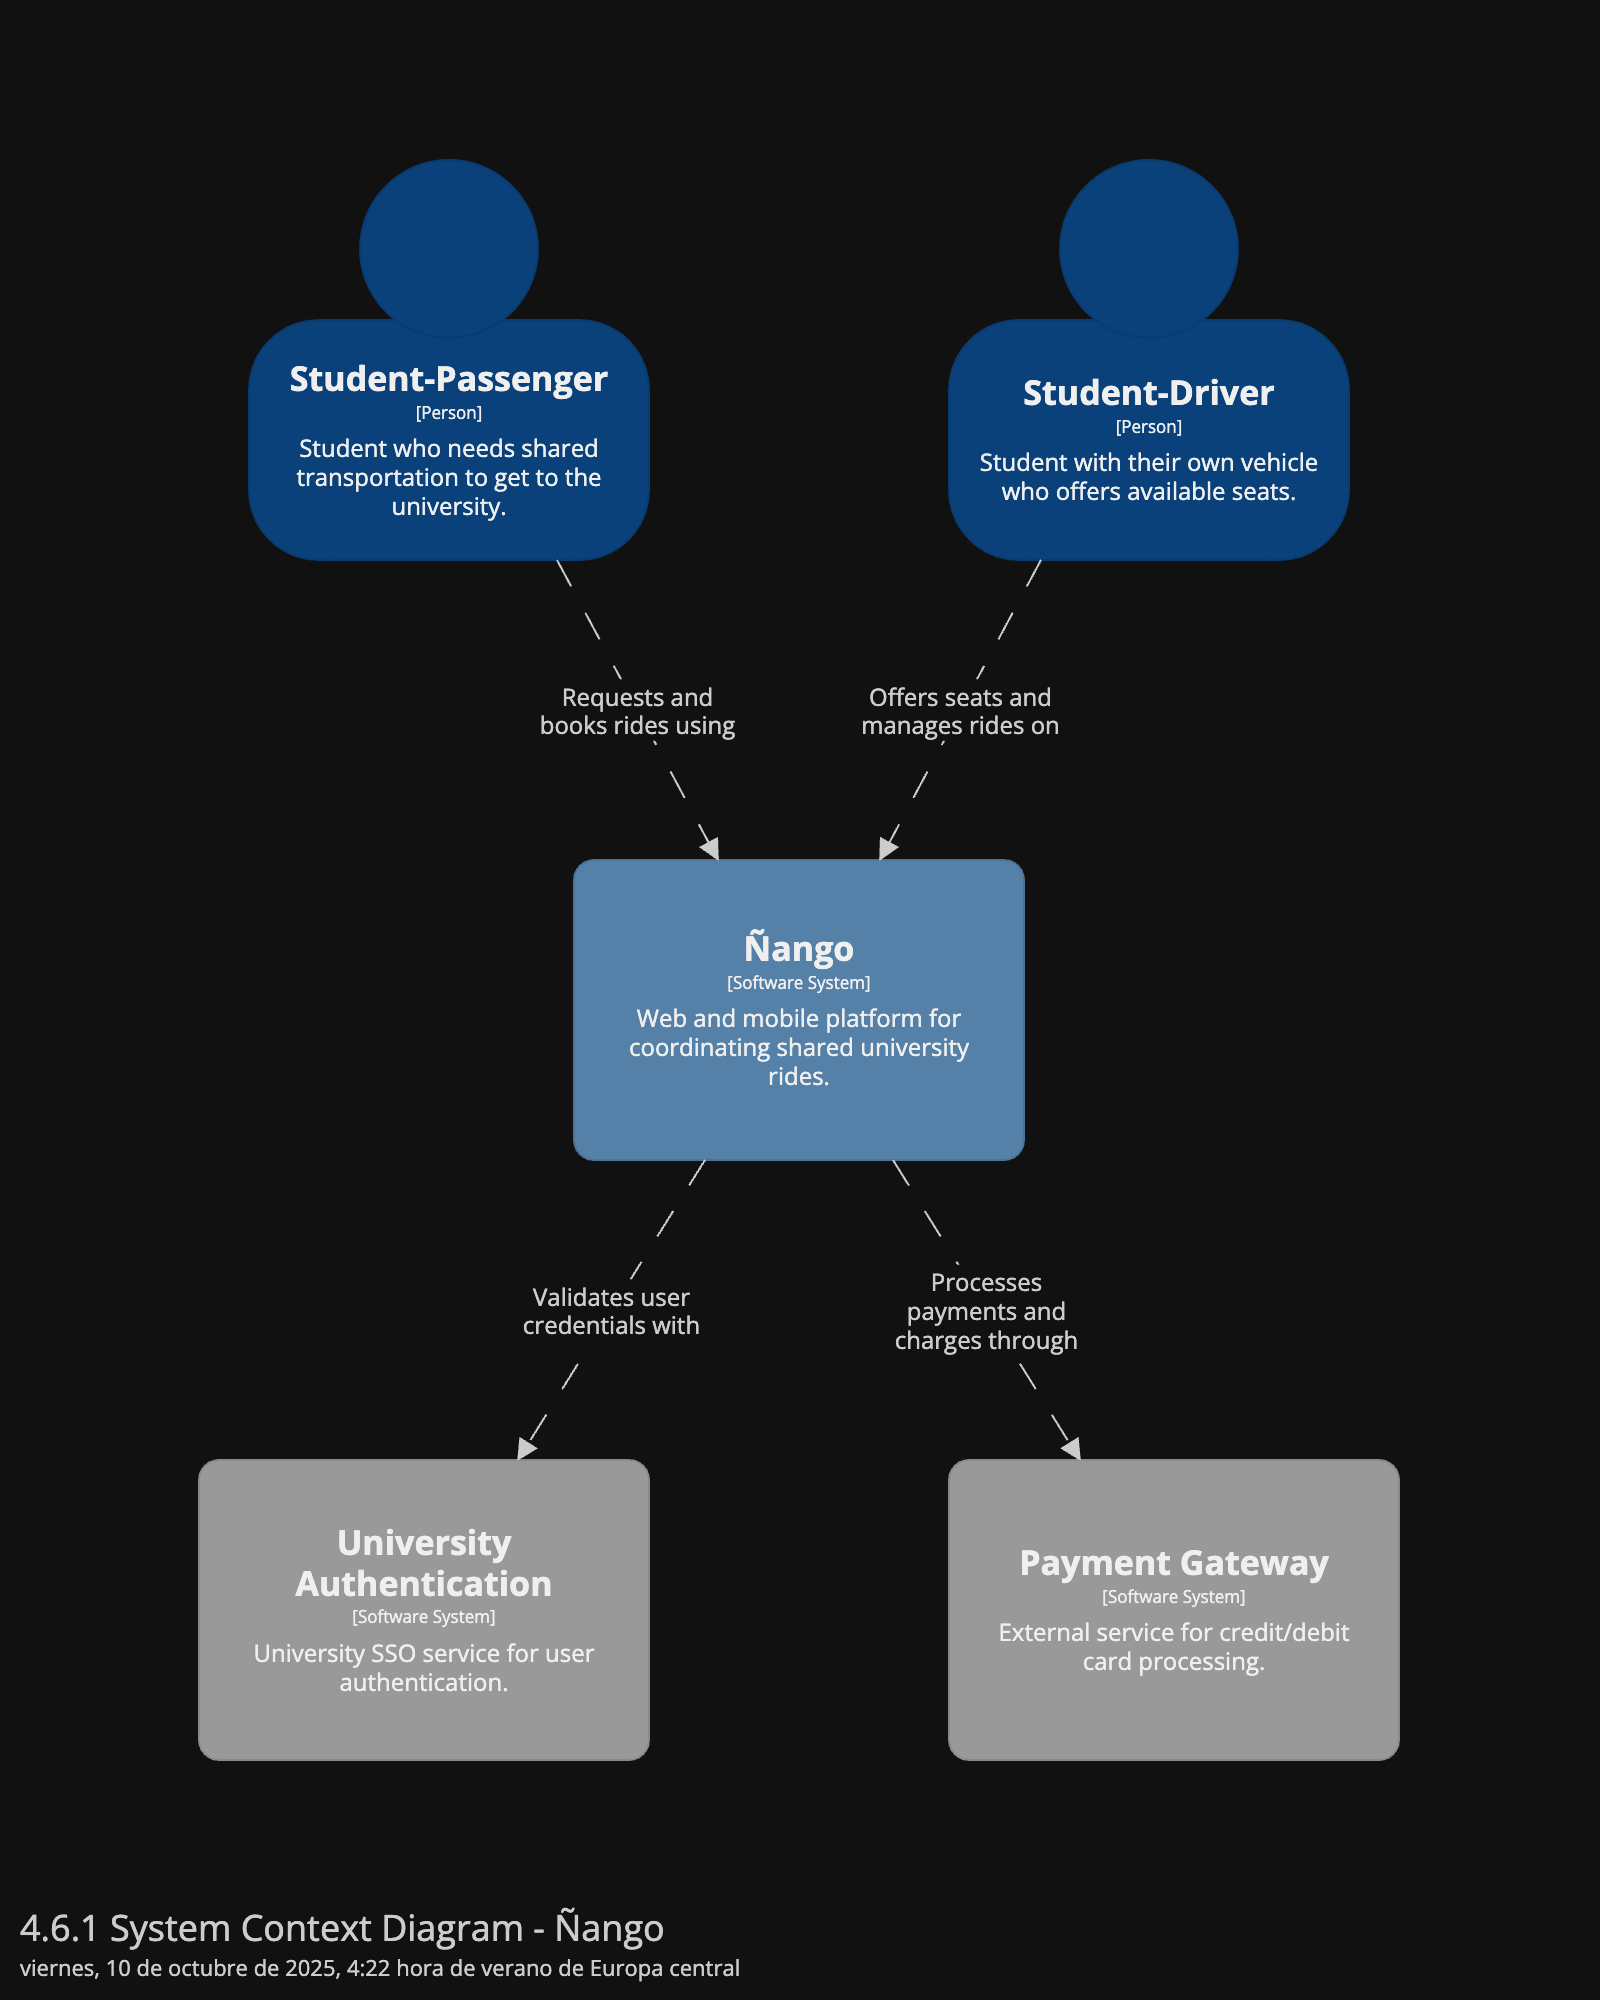 Student-Passenger
[Person]
Student who needs shared
transportation to get to the
university.
Student-Driver
[Person]
Student with their own vehicle
who offers available seats.
Requests and
books rides using
Offers seats and
manages rides on
Ñango
[Software System]
Web and mobile platform for
coordinating shared university
rides.
Validates user
credentials with
Processes
payments and
charges through
University
Authentication
[Software System]
University SSO service for user
authentication.
Payment Gateway
[Software System]
External service for credit/debit
card processing.
4.6.1 System Context Diagram - Ñango
viernes, 10 de octubre de 2025, 4:22 hora de verano de Europa central